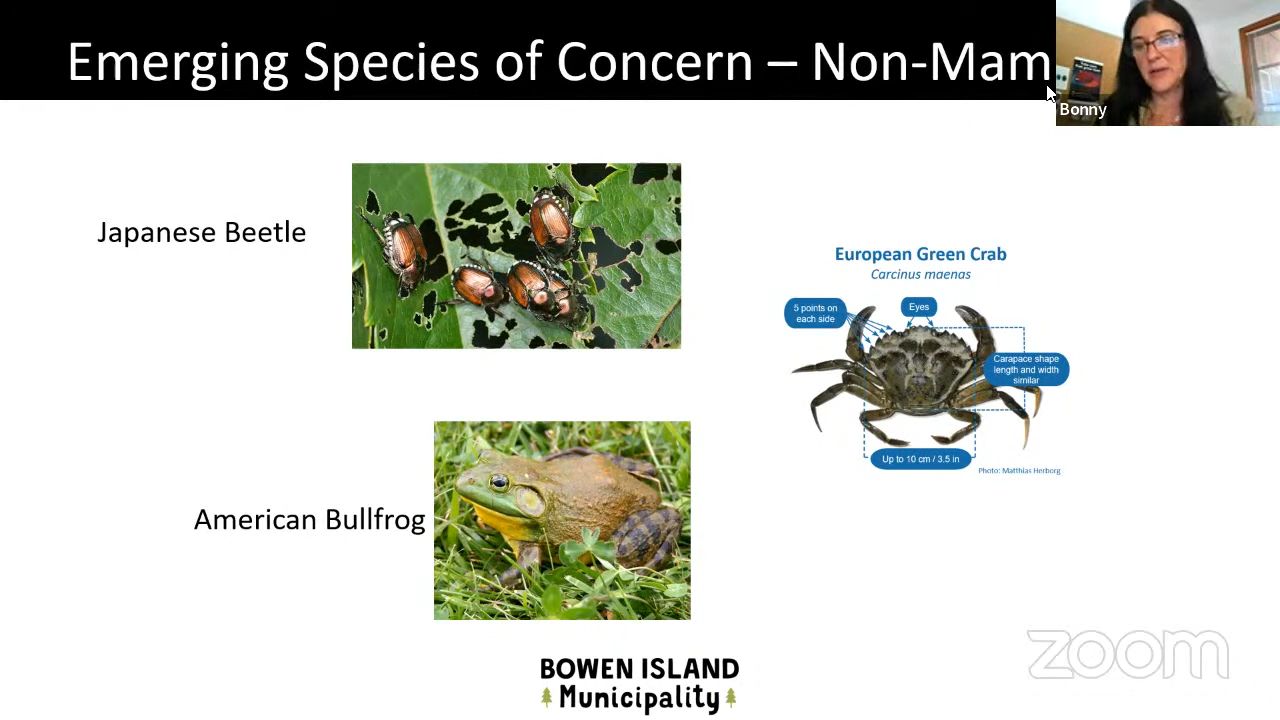 Emerging Species of Concern – Non-Mam
Bonny
Japanese Beetle
European Green Crab
Carcinus maenas
5 points on
each side
Eyes
Carapace shape
length and width
similar
Up to 10 cm / 3.5 in
Photo: Matthias Herborg
American Bullfrog
zoom
BOWEN ISLAND
Municipality